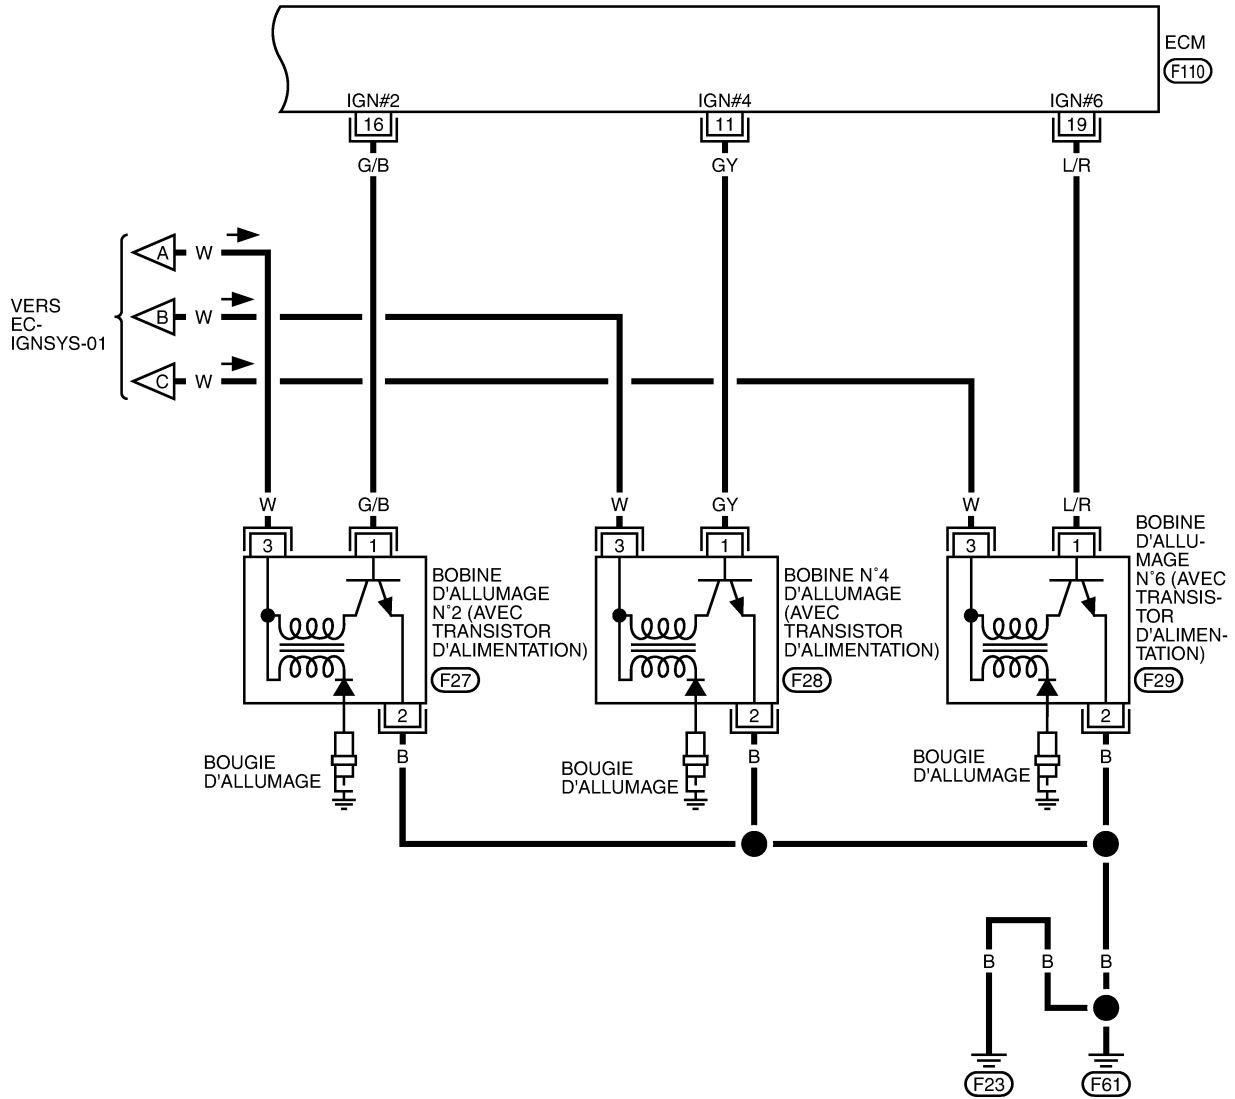 ECM
F110
IGN#2
IGN#4
IGN#6
16
11
19
G/B
GY
L/R
A
W
B
W
C
W
VERS
EC-
IGNSYS-01
W
G/B
W
GY
W
L/R
3
1
3
1
3
1
BOBINE
D'ALLUMAGE
N°2 (AVEC
TRANSISTOR
D'ALIMENTATION)
F27
BOBINE N°4
D'ALLUMAGE
(AVEC
TRANSISTOR
D'ALIMENTATION)
F28
BOBINE
D'ALLU-
MAGE
N°6 (AVEC
TRANSIS-
TOR
D'ALIMEN-
TATION)
F29
2
2
2
B
B
B
BOUGIE
D'ALLUMAGE
BOUGIE
D'ALLUMAGE
BOUGIE
D'ALLUMAGE
B
B
B
F23
F61